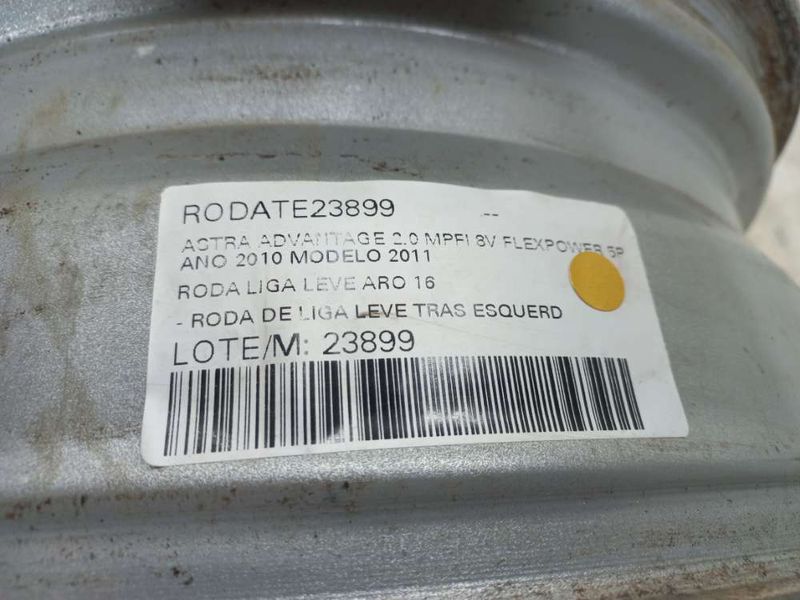 RODATE23899 --
ASTRA ADVANTAGE 2.0 MPFI 8V FLEXPOWER 5P
ANO 2010 MODELO 2011
RODA LIGA LEVE ARO 16
- RODA DE LIGA LEVE TRAS ESQUERD
LOTE/M: 23899